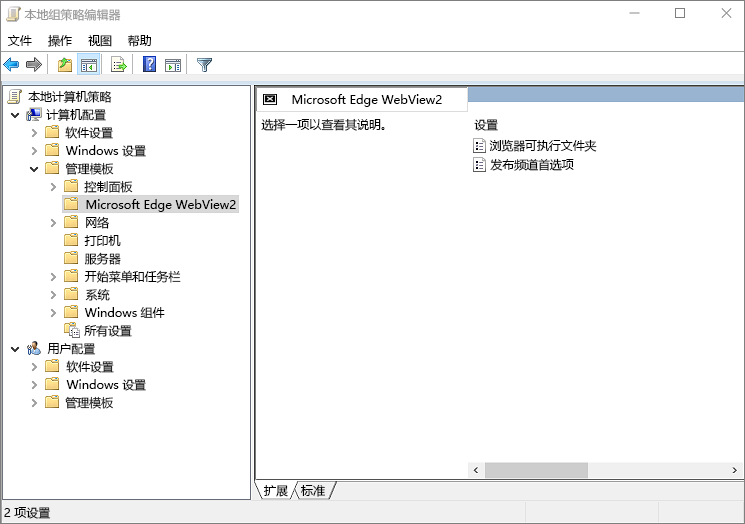 本地组策略编辑器
文件 操作 视图 帮助
本地计算机策略
计算机配置
软件设置
Windows 设置
管理模板
控制面板
Microsoft Edge WebView2
网络
打印机
服务器
开始菜单和任务栏
系统
Windows 组件
所有设置
用户配置
软件设置
Windows 设置
管理模板
Microsoft Edge WebView2
选择一项以查看其说明。
设置
浏览器可执行文件夹
发布频道首选项
扩展 标准
2 项设置